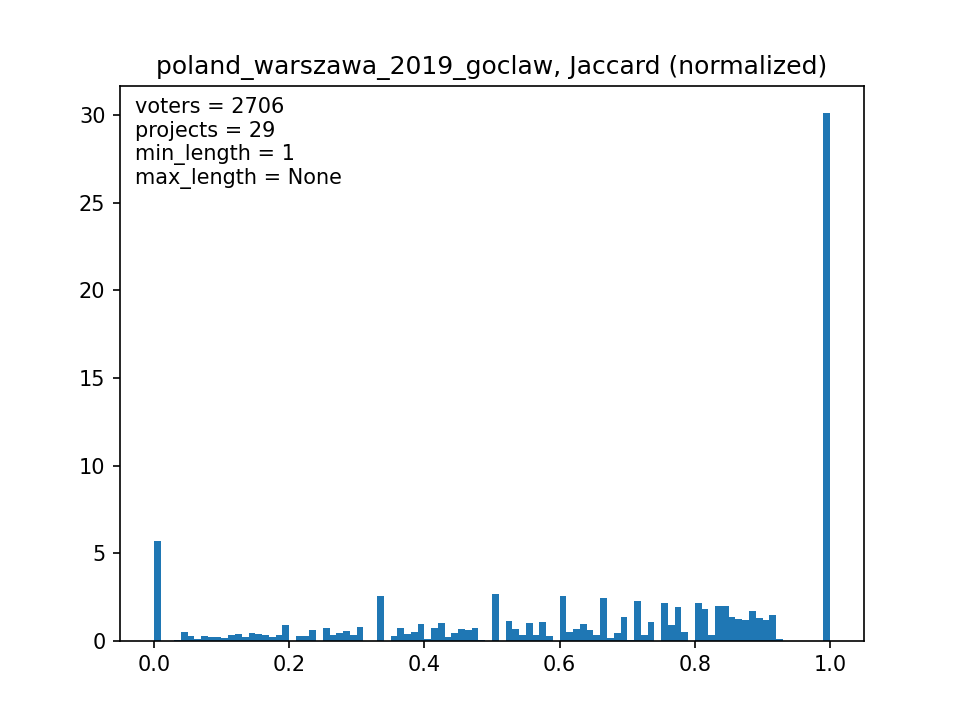 poland_warszawa_2019_goclaw, Jaccard (normalized)
voters = 2706
projects = 29
min_length = 1
max_length = None
30
25
20
15
10
5
0
0.0 0.2 0.4 0.6 0.8 1.0